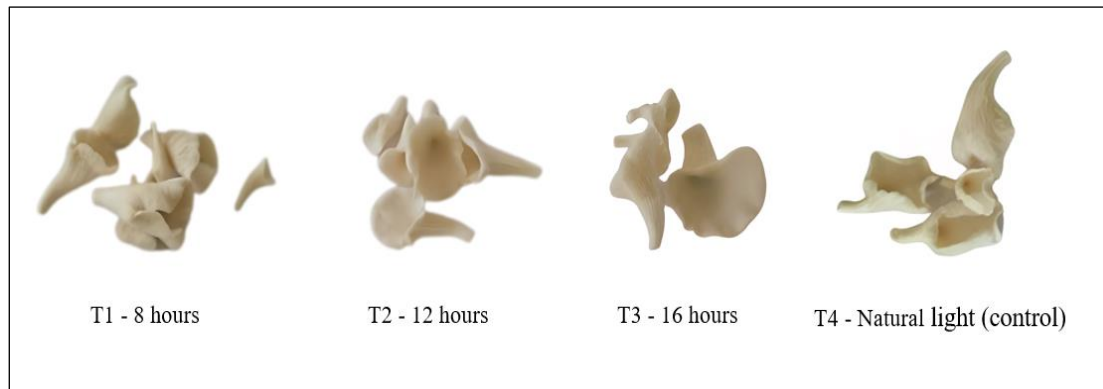 T1 - 8 hours
T2 - 12 hours
T3 - 16 hours
T4 - Natural light (control)